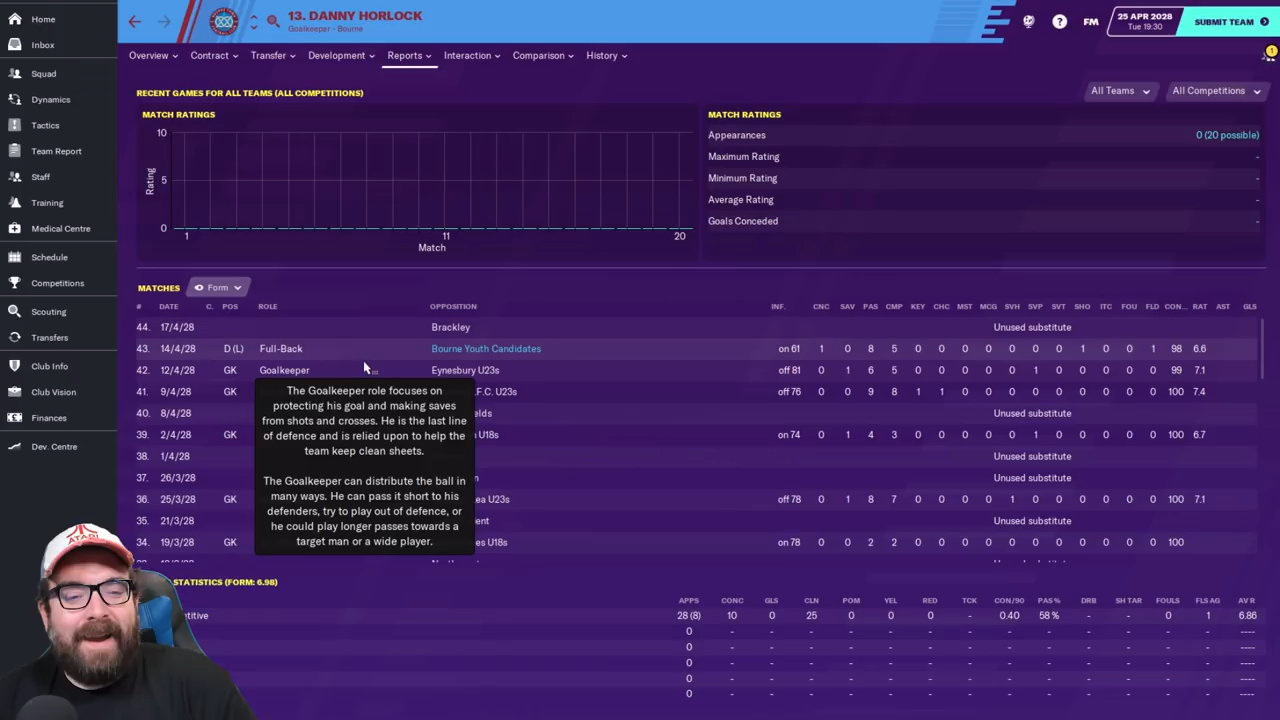 Home
Inbox
Squad
Dynamics
Tactics
Team Report
Staff
Training
Medical Centre
Schedule
Competitions
Scouting
Transfers
Club Info
Club Vision
Finances
Dev. Centre
13. DANNY HORLOCK
Goalkeeper - Bourne
FM
25 APR 2028
Tue 19:30
SUBMIT TEAM
1
Overview Contract Transfer Development Reports Interaction Comparison History
RECENT GAMES FOR ALL TEAMS (ALL COMPETITIONS)
All Teams All Competitions
MATCH RATINGS
10
5
0
Rating
1 11 20
Match
MATCH RATINGS
Appearances 0 (20 possible)
Maximum Rating -
Minimum Rating -
Average Rating -
Goals Conceded -
MATCHES Form
# DATE C. POS ROLE OPPOSITION INF. CNC SAV PAS CMP KEY CHC MST MCG SVH SVP SVT SHO ITC FOU FLD CON... RAT AST GLS
44. 17/4/28 Brackley Unused substitute
43. 14/4/28 D (L) Full-Back Bourne Youth Candidates on 61 1 0 8 5 0 0 0 0 0 0 0 1 0 0 1 98 6.6
42. 12/4/28 GK Goalkeeper Eynesbury U23s off 81 0 1 6 5 0 0 0 0 0 1 0 0 0 0 0 99 7.1
41. 9/4/28 GK .F.C. U23s off 76 0 0 9 8 1 1 0 0 0 0 0 0 0 0 0 100 7.4
40. 8/4/28 elds Unused substitute
39. 2/4/28 GK U18s on 74 0 1 4 3 0 0 0 0 0 1 0 0 0 0 0 100 6.7
38. 1/4/28 Unused substitute
37. 26/3/28 Unused substitute
36. 25/3/28 GK ea U23s off 78 0 1 8 7 0 0 0 0 1 0 0 0 0 0 0 100 7.1
35. 21/3/28 ent Unused substitute
34. 19/3/28 GK es U18s on 78 0 0 2 2 0 0 0 0 0 0 0 0 0 0 0 100
The Goalkeeper role focuses on
protecting his goal and making saves
from shots and crosses. He is the last line
of defence and is relied upon to help the
team keep clean sheets.
The Goalkeeper can distribute the ball in
many ways. He can pass it short to his
defenders, try to play out of defence, or
he could play longer passes towards a
target man or a wide player.
STATISTICS (FORM: 6.98)
APPS CONC GLS CLN POM YEL RED TCK CON/90 PAS % DRB SH TAR FOULS FLS AG AV R
etitive 28 (8) 10 0 25 0 0 0 - 0.40 58 % - - 0 1 6.86
0 - - - - - - - - - - - - - ----
0 - - - - - - - - - - - - - ----
0 - - - - - - - - - - - - - ----
0 - - - - - - - - - - - - - ----
0 - - - - - - - - - - - - - ----
ATARI